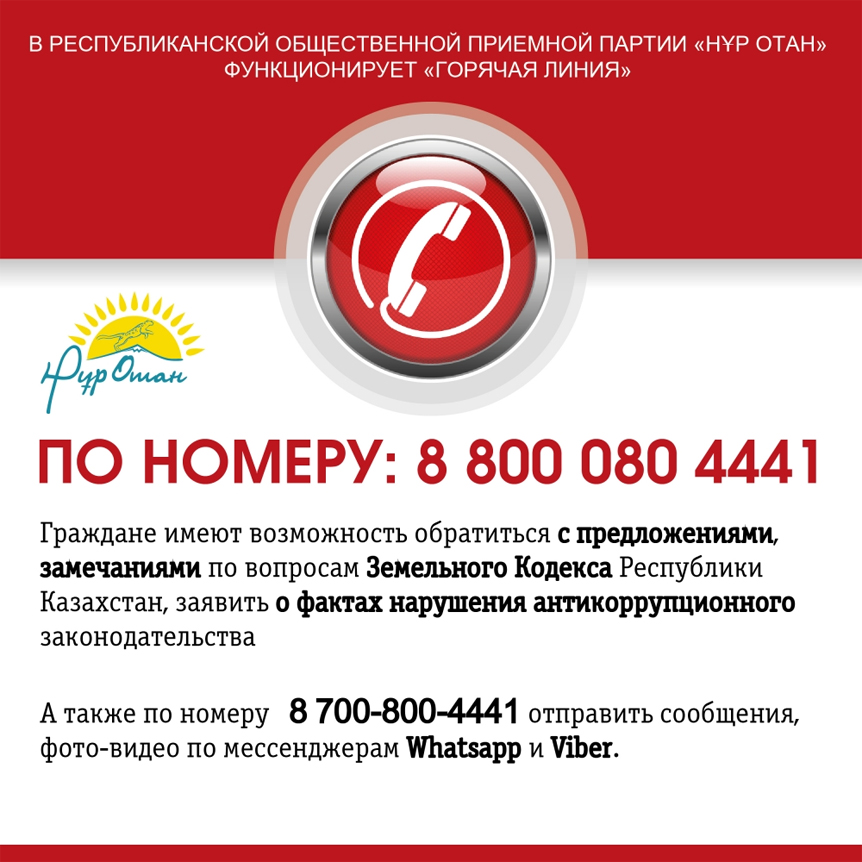 В РЕСПУБЛИКАНСКОЙ ОБЩЕСТВЕННОЙ ПРИЕМНОЙ ПАРТИИ «НҰР ОТАН»
ФУНКЦИОНИРУЕТ «ГОРЯЧАЯ ЛИНИЯ»
Нұр Отан
ПО НОМЕРУ: 8 800 080 4441
Граждане имеют возможность обратиться с предложениями,
замечаниями по вопросам Земельного Кодекса Республики
Казахстан, заявить о фактах нарушения антикоррупционного
законодательства
А также по номеру 8 700-800-4441 отправить сообщения,
фото-видео по мессенджерам Whatsapp и Viber.